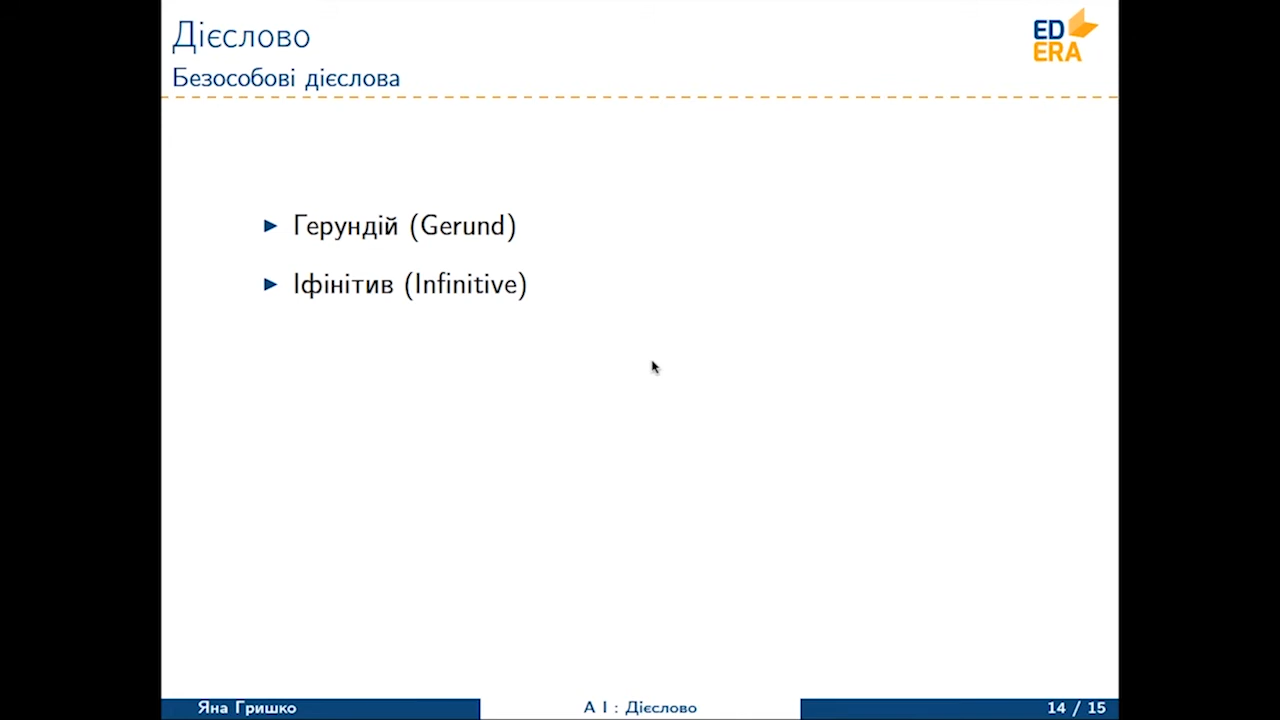 Дієслово
Безособові дієслова
ED
ERA
Герундій (Gerund)
Іфінітив (Infinitive)
Яна Гришко
А І : Дієслово
14 / 15